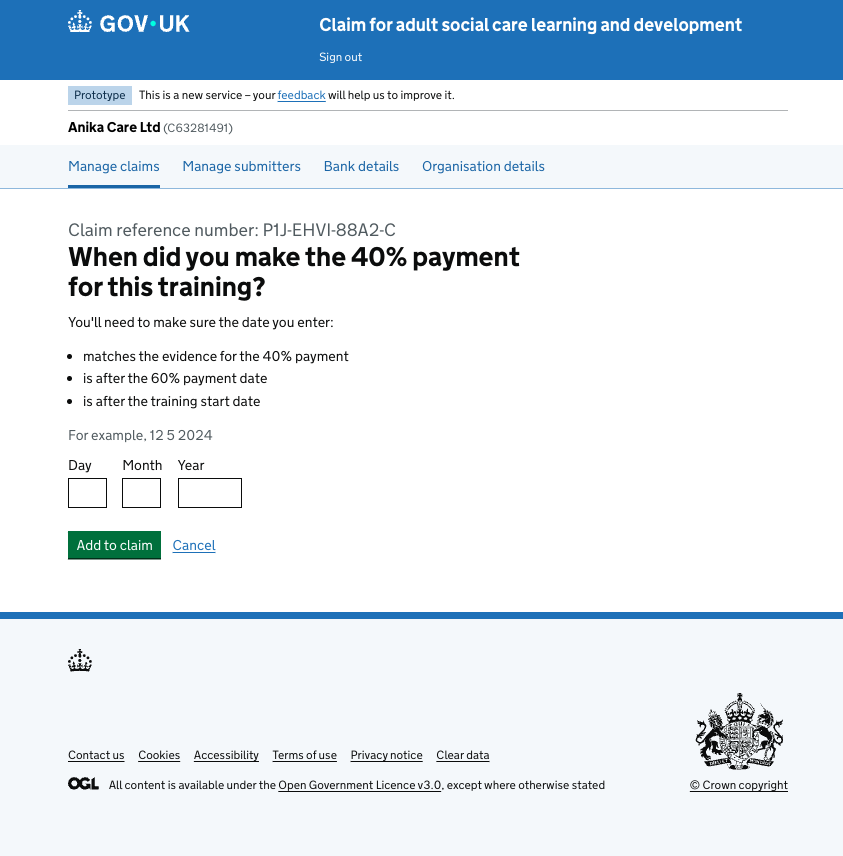 GOV·UK
Claim for adult social care learning and development
Sign out
Prototype This is a new service – your feedback will help us to improve it.
Anika Care Ltd (C63281491)
Manage claims Manage submitters Bank details Organisation details
Claim reference number: P1J-EHVI-88A2-C
When did you make the 40% payment
for this training?
You'll need to make sure the date you enter:
• matches the evidence for the 40% payment
• is after the 60% payment date
• is after the training start date
For example, 12 5 2024
Day Month Year
Add to claim Cancel
Contact us Cookies Accessibility Terms of use Privacy notice Clear data
OGL All content is available under the Open Government Licence v3.0, except where otherwise stated
© Crown copyright